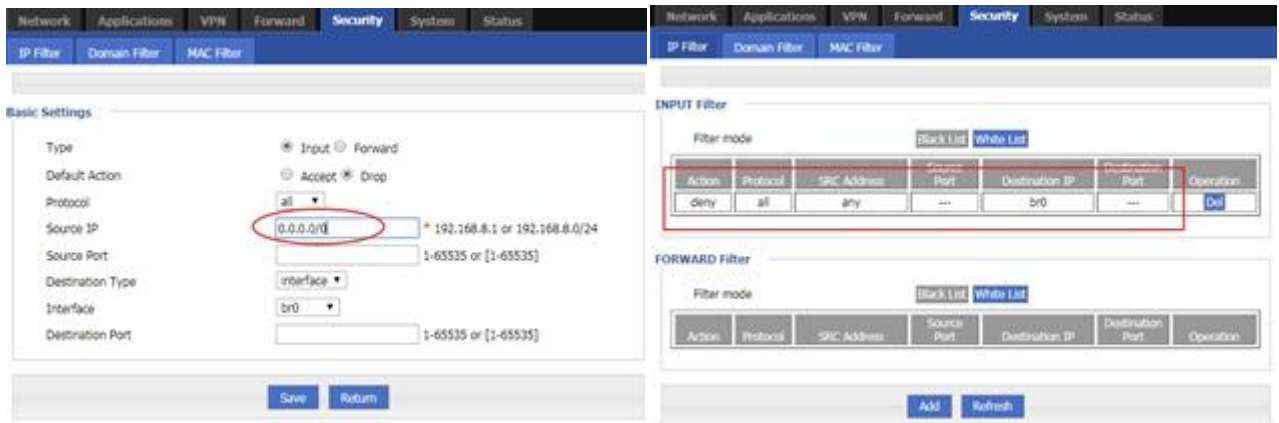 Network Applications VPN Forward Security System Status
IP Filter Domain Filter MAC Filter
Basic Settings
Type Input Forward
Default Action Accept Drop
Protocol all
Source IP 0.0.0.0/0 * 192.168.8.1 or 192.168.8.0/24
Source Port 1-65535 or [1-65535]
Destination Type interface
Interface br0
Destination Port 1-65535 or [1-65535]
Save Return
Network Applications VPN Forward Security System Status
IP Filter Domain Filter MAC Filter
INPUT Filter
Filter mode Black List White List
Action Protocol SRC Address Source Port Destination IP Destination Port Operation
deny all any --- br0 --- Del
FORWARD Filter
Filter mode Black List White List
Action Protocol SRC Address Source Port Destination IP Destination Port Operation
Add Refresh